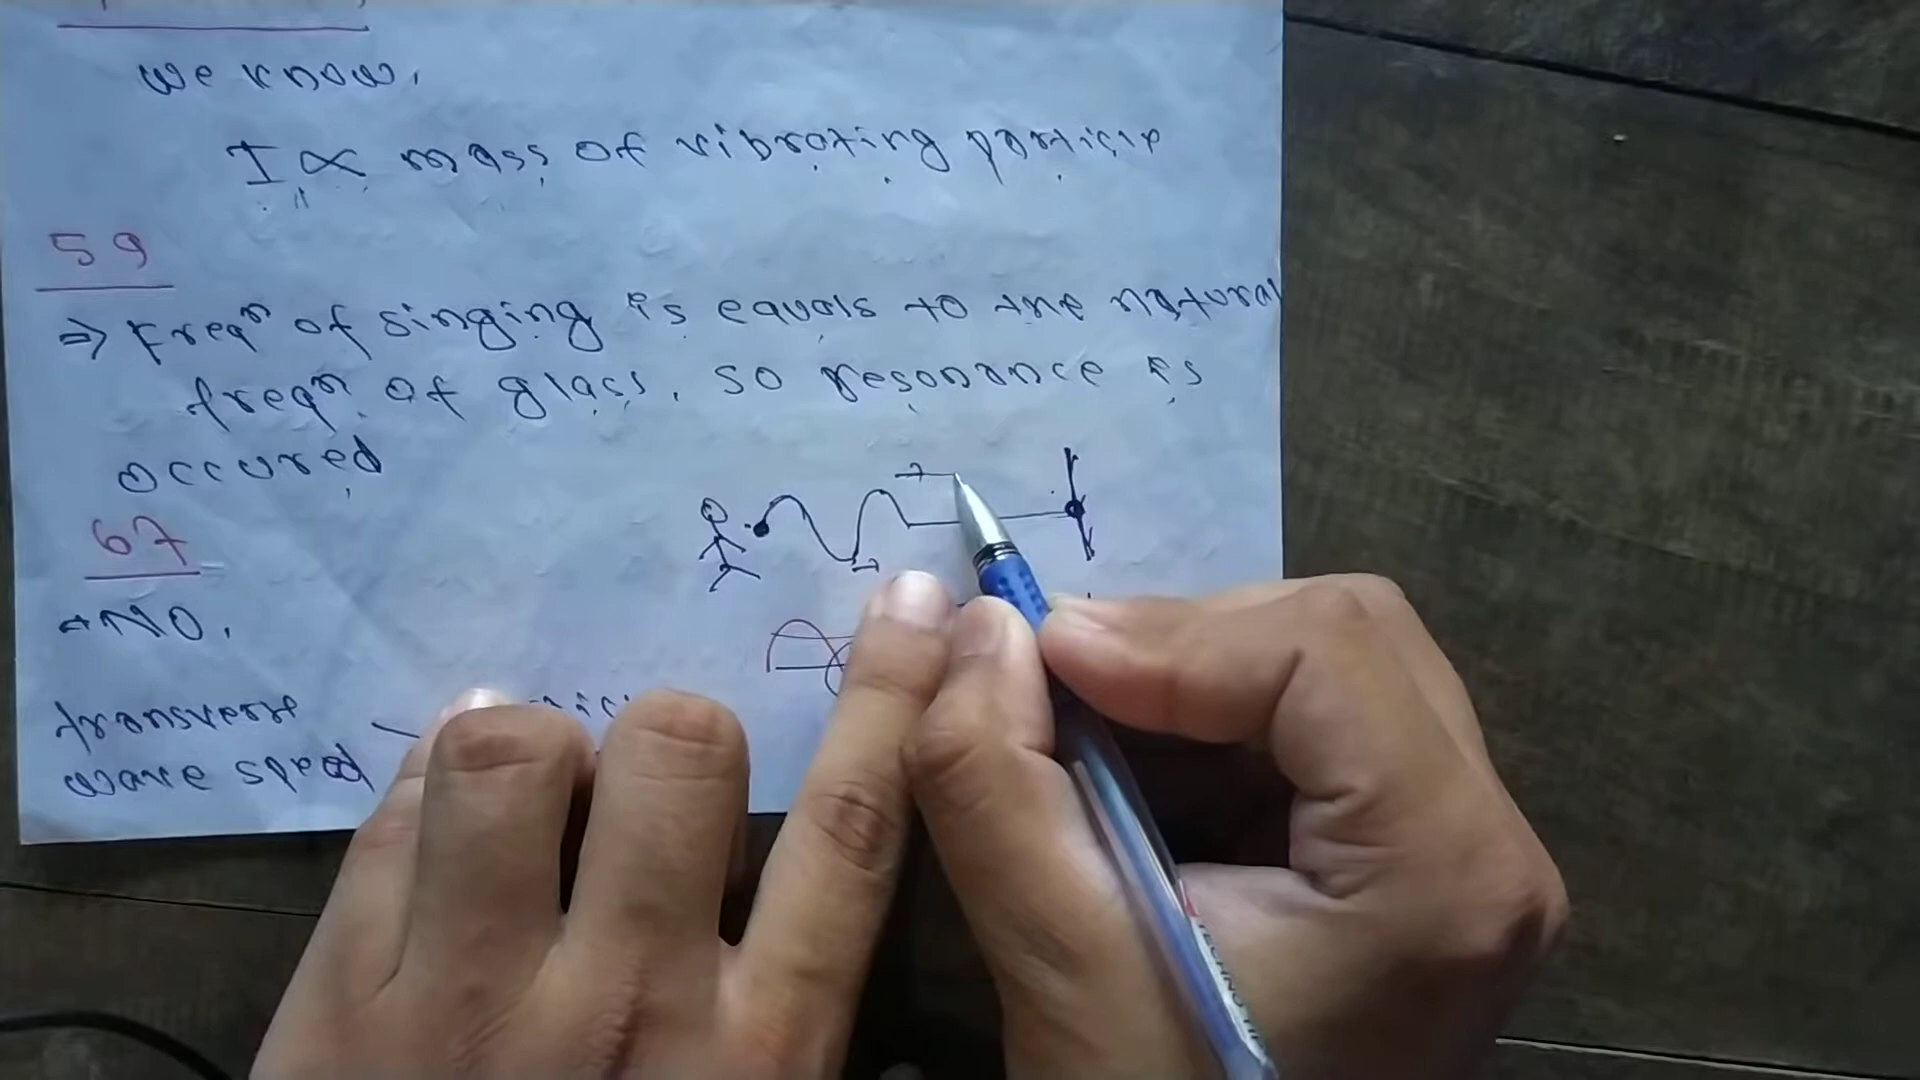 we know,
I ∝ mass of vibrating particle
59
⇒ Freqⁿ of singing is equals to the natural
freqⁿ of glass, so resonance is
occured
67
→ NO.
transverse
wave speed